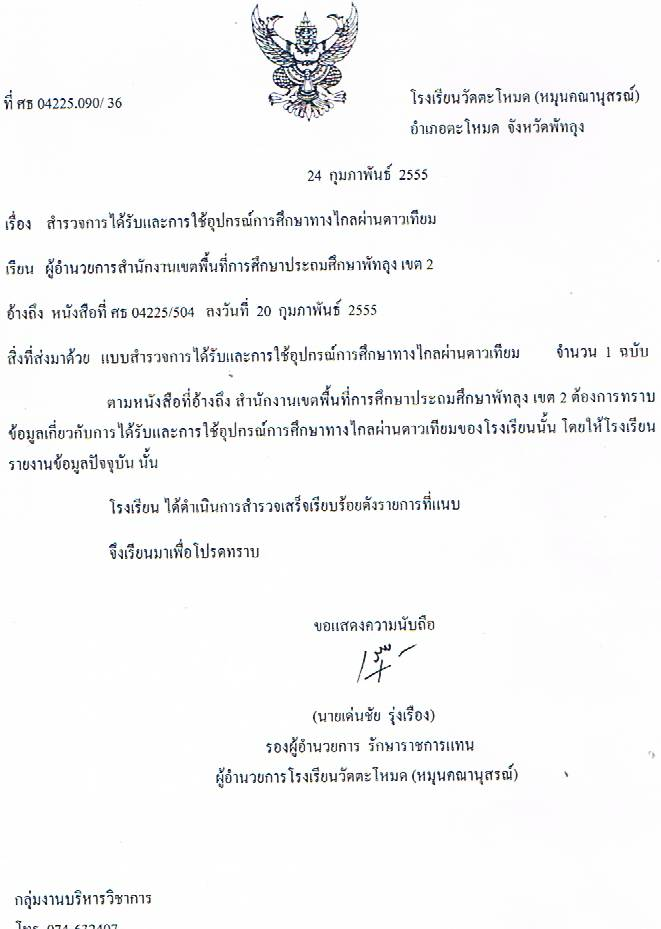 ที่ ศธ 04225.090/ 36
โรงเรียนวัดตะโหมด (หมุนคณานุสรณ์)
อำเภอตะโหมด จังหวัดพัทลุง
24 กุมภาพันธ์ 2555
เรื่อง สำรวจการได้รับและการใช้อุปกรณ์การศึกษาทางไกลผ่านดาวเทียม
เรียน ผู้อำนวยการสำนักงานเขตพื้นที่การศึกษาประถมศึกษาพัทลุง เขต 2
อ้างถึง หนังสือที่ ศธ 04225/504 ลงวันที่ 20 กุมภาพันธ์ 2555
สิ่งที่ส่งมาด้วย แบบสำรวจการได้รับและการใช้อุปกรณ์การศึกษาทางไกลผ่านดาวเทียม จำนวน 1 ฉบับ
ตามหนังสือที่อ้างถึง สำนักงานเขตพื้นที่การศึกษาประถมศึกษาพัทลุง เขต 2 ต้องการทราบ
ข้อมูลเกี่ยวกับการได้รับและการใช้อุปกรณ์การศึกษาทางไกลผ่านดาวเทียมของโรงเรียนนั้น โดยให้โรงเรียน
รายงานข้อมูลปัจจุบัน นั้น
โรงเรียน ได้ดำเนินการสำรวจเสร็จเรียบร้อยดังรายการที่แนบ
จึงเรียนมาเพื่อโปรดทราบ
ขอแสดงความนับถือ
(นายเด่นชัย รุ่งเรือง)
รองผู้อำนวยการ รักษาราชการแทน
ผู้อำนวยการโรงเรียนวัดตะโหมด (หมุนคณานุสรณ์)
กลุ่มงานบริหารวิชาการ
โทร